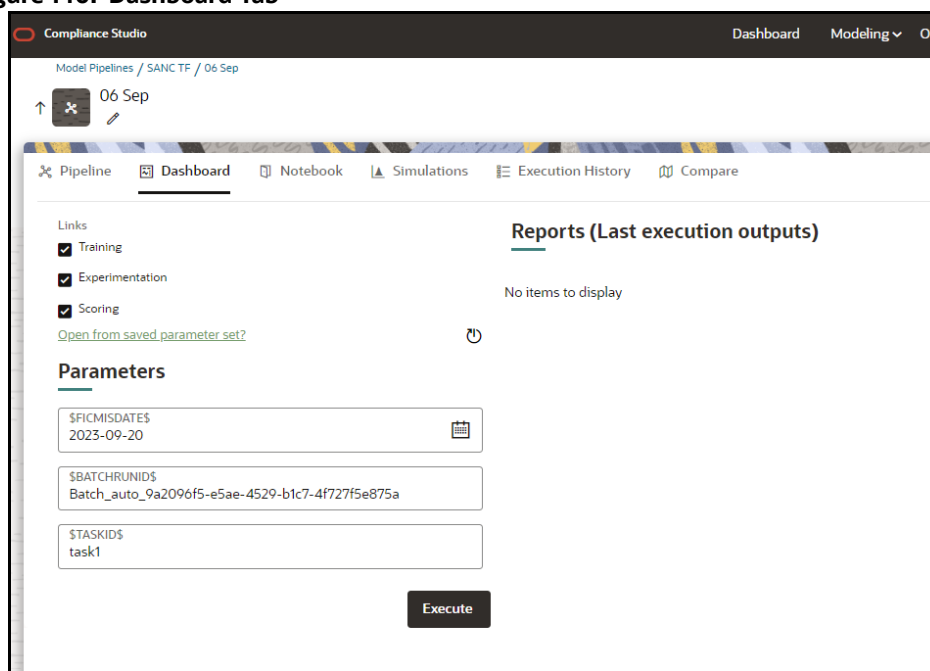 Dashboard Tab
Compliance Studio
Dashboard Modeling
Model Pipelines / SANC TF / 06 Sep
06 Sep
Pipeline Dashboard Notebook Simulations Execution History Compare
Links
Training
Experimentation
Scoring
Open from saved parameter set?
Parameters
$FICMISDATE$
2023-09-20
$BATCHRUNID$
Batch_auto_9a2096f5-e5ae-4529-b1c7-4f727f5e875a
$TASKID$
task1
Execute
Reports (Last execution outputs)
No items to display